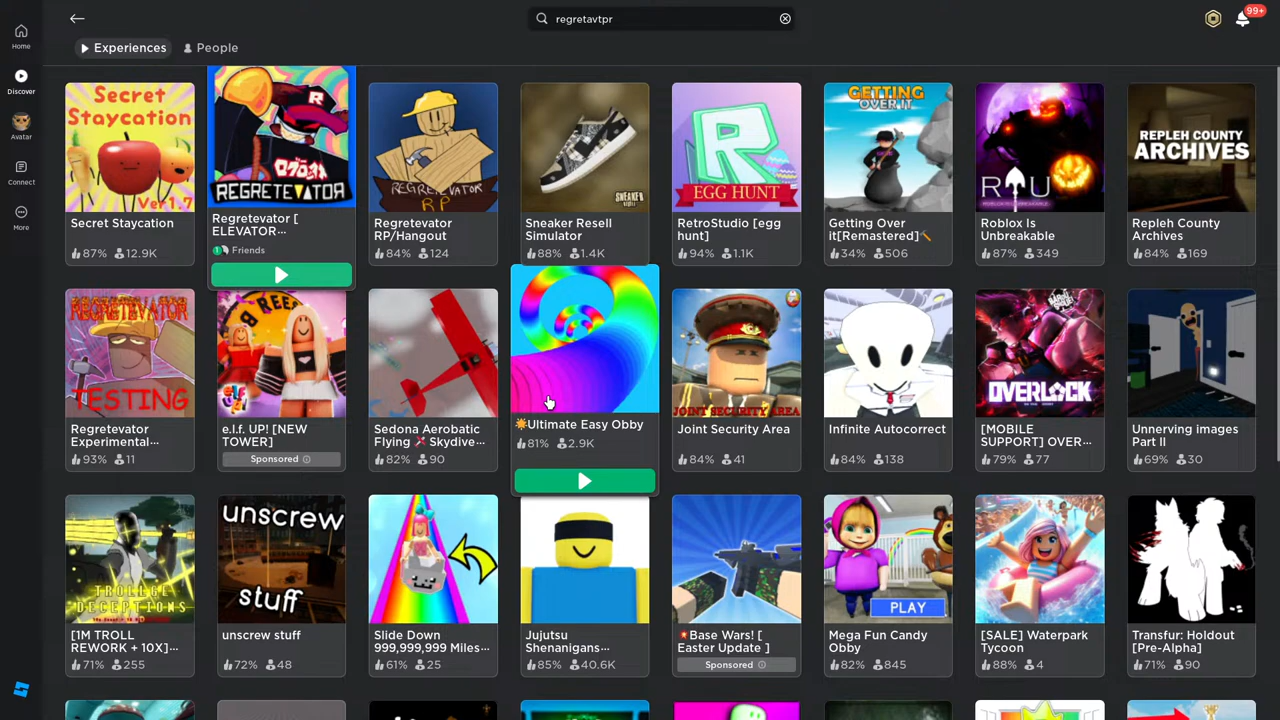 regretavtpr
99+
Home
Experiences
People
Discover
Avatar
Connect
More
Secret
Staycation
Ver1.7
Secret Staycation
87% 12.9K
REGRETEVATOR
Regretevator [
ELEVATOR...
1 Friends
REGRETEVATOR
RP
Regretevator
RP/Hangout
84% 124
SNEAKER
RESELL
Sneaker Resell
Simulator
88% 1.4K
R
EGG HUNT
RetroStudio [egg
hunt]
94% 1.1K
GETTING
OVER IT
Getting Over
it[Remastered]🔨
34% 506
R U
Roblox Is
Unbreakable
87% 349
REPLEH COUNTY
ARCHIVES
Repleh County
Archives
84% 169
REGRETEVATOR
TESTING
Regretevator
Experimental...
93% 11
e.l.f. UP!
e.l.f. UP! [NEW
TOWER]
Sponsored
Sedona Aerobatic
Flying ✈ Skydive...
82% 90
☀Ultimate Easy Obby
81% 2.9K
JOINT SECURITY AREA
Joint Security Area
84% 41
Infinite Autocorrect
84% 138
OVERLOCK
[MOBILE
SUPPORT] OVER...
79% 77
Unnerving images
Part II
69% 30
TROLLGE
DECEPTIONS
[1M TROLL
REWORK + 10X]...
71% 255
unscrew
stuff
unscrew stuff
72% 48
Slide Down
999,999,999 Miles...
61% 25
Jujutsu
Shenanigans...
85% 40.6K
💥Base Wars! [
Easter Update ]
Sponsored
PLAY
Mega Fun Candy
Obby
82% 845
[SALE] Waterpark
Tycoon
88% 4
Transfur: Holdout
[Pre-Alpha]
71% 90